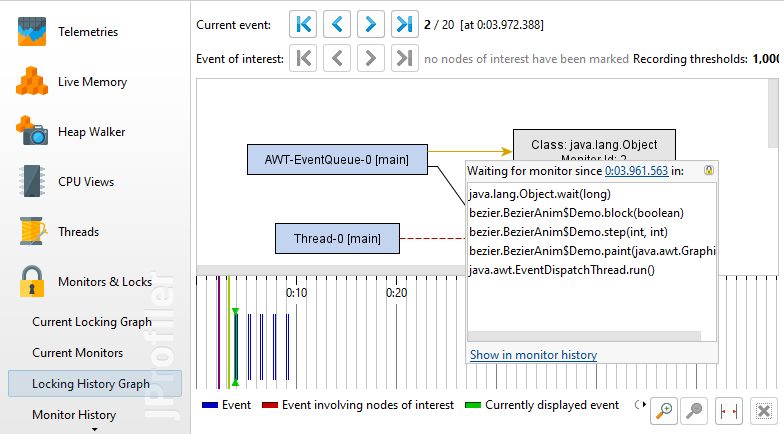 Telemetries
Live Memory
Heap Walker
CPU Views
Threads
Monitors & Locks
Current Locking Graph
Current Monitors
Locking History Graph
Monitor History
JProfiler
Current event:
2 / 20 [at 0:03.972.388]
Event of interest:
no nodes of interest have been marked
Recording thresholds: 1,000
AWT-EventQueue-0 [main]
Class: java.lang.Object
Monitor Id: 2
Thread-0 [main]
Waiting for monitor since 0:03.961.563 in:
java.lang.Object.wait(long)
bezier.BezierAnim$Demo.block(boolean)
bezier.BezierAnim$Demo.step(int, int)
bezier.BezierAnim$Demo.paint(java.awt.Graphi
java.awt.EventDispatchThread.run()
Show in monitor history
0:10
0:20
Event
Event involving nodes of interest
Currently displayed event